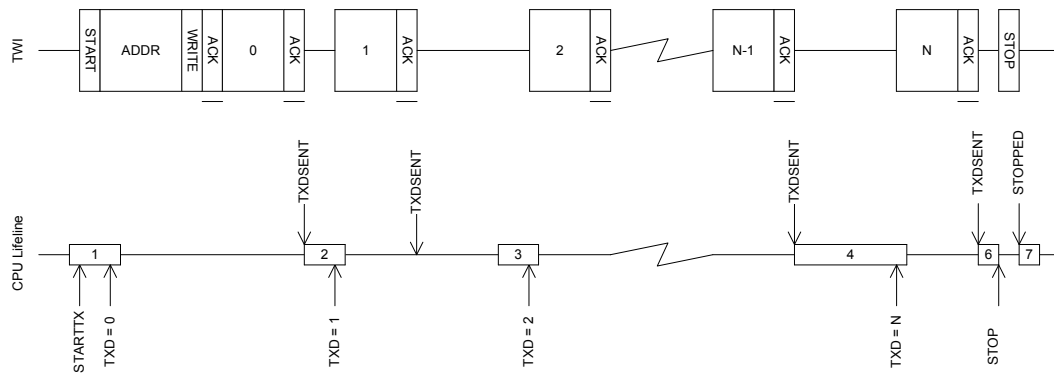 TWI
START
ADDR
WRITE
ACK
0
ACK
1
ACK
2
ACK
N-1
ACK
N
ACK
STOP
TXDSENT
TXDSENT
TXDSENT
TXDSENT
STOPPED
CPU Lifeline
1
2
3
4
6
7
STARTTX
TXD = 0
TXD = 1
TXD = 2
TXD = N
STOP